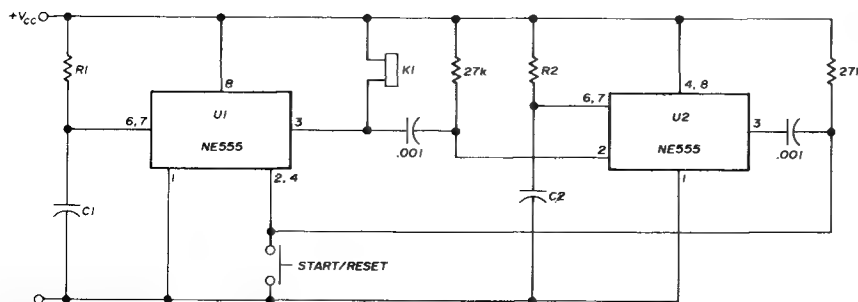 +VCC
R1
8
U1
NE555
6,7
3
1
2,4
C1
K1
.001
27k
START/RESET
R2
6,7
2
C2
4,8
U2
NE555
3
1
.001